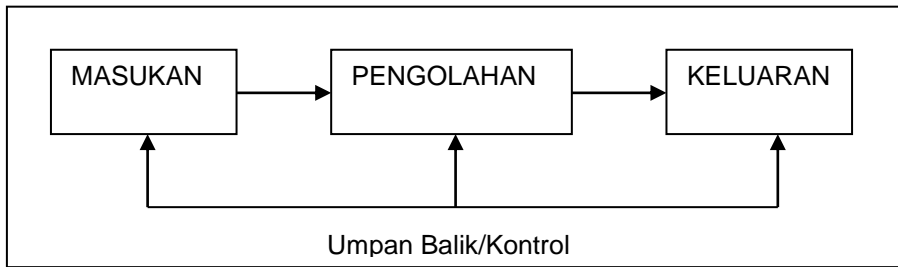 MASUKAN
PENGOLAHAN
KELUARAN
Umpan Balik/Kontrol